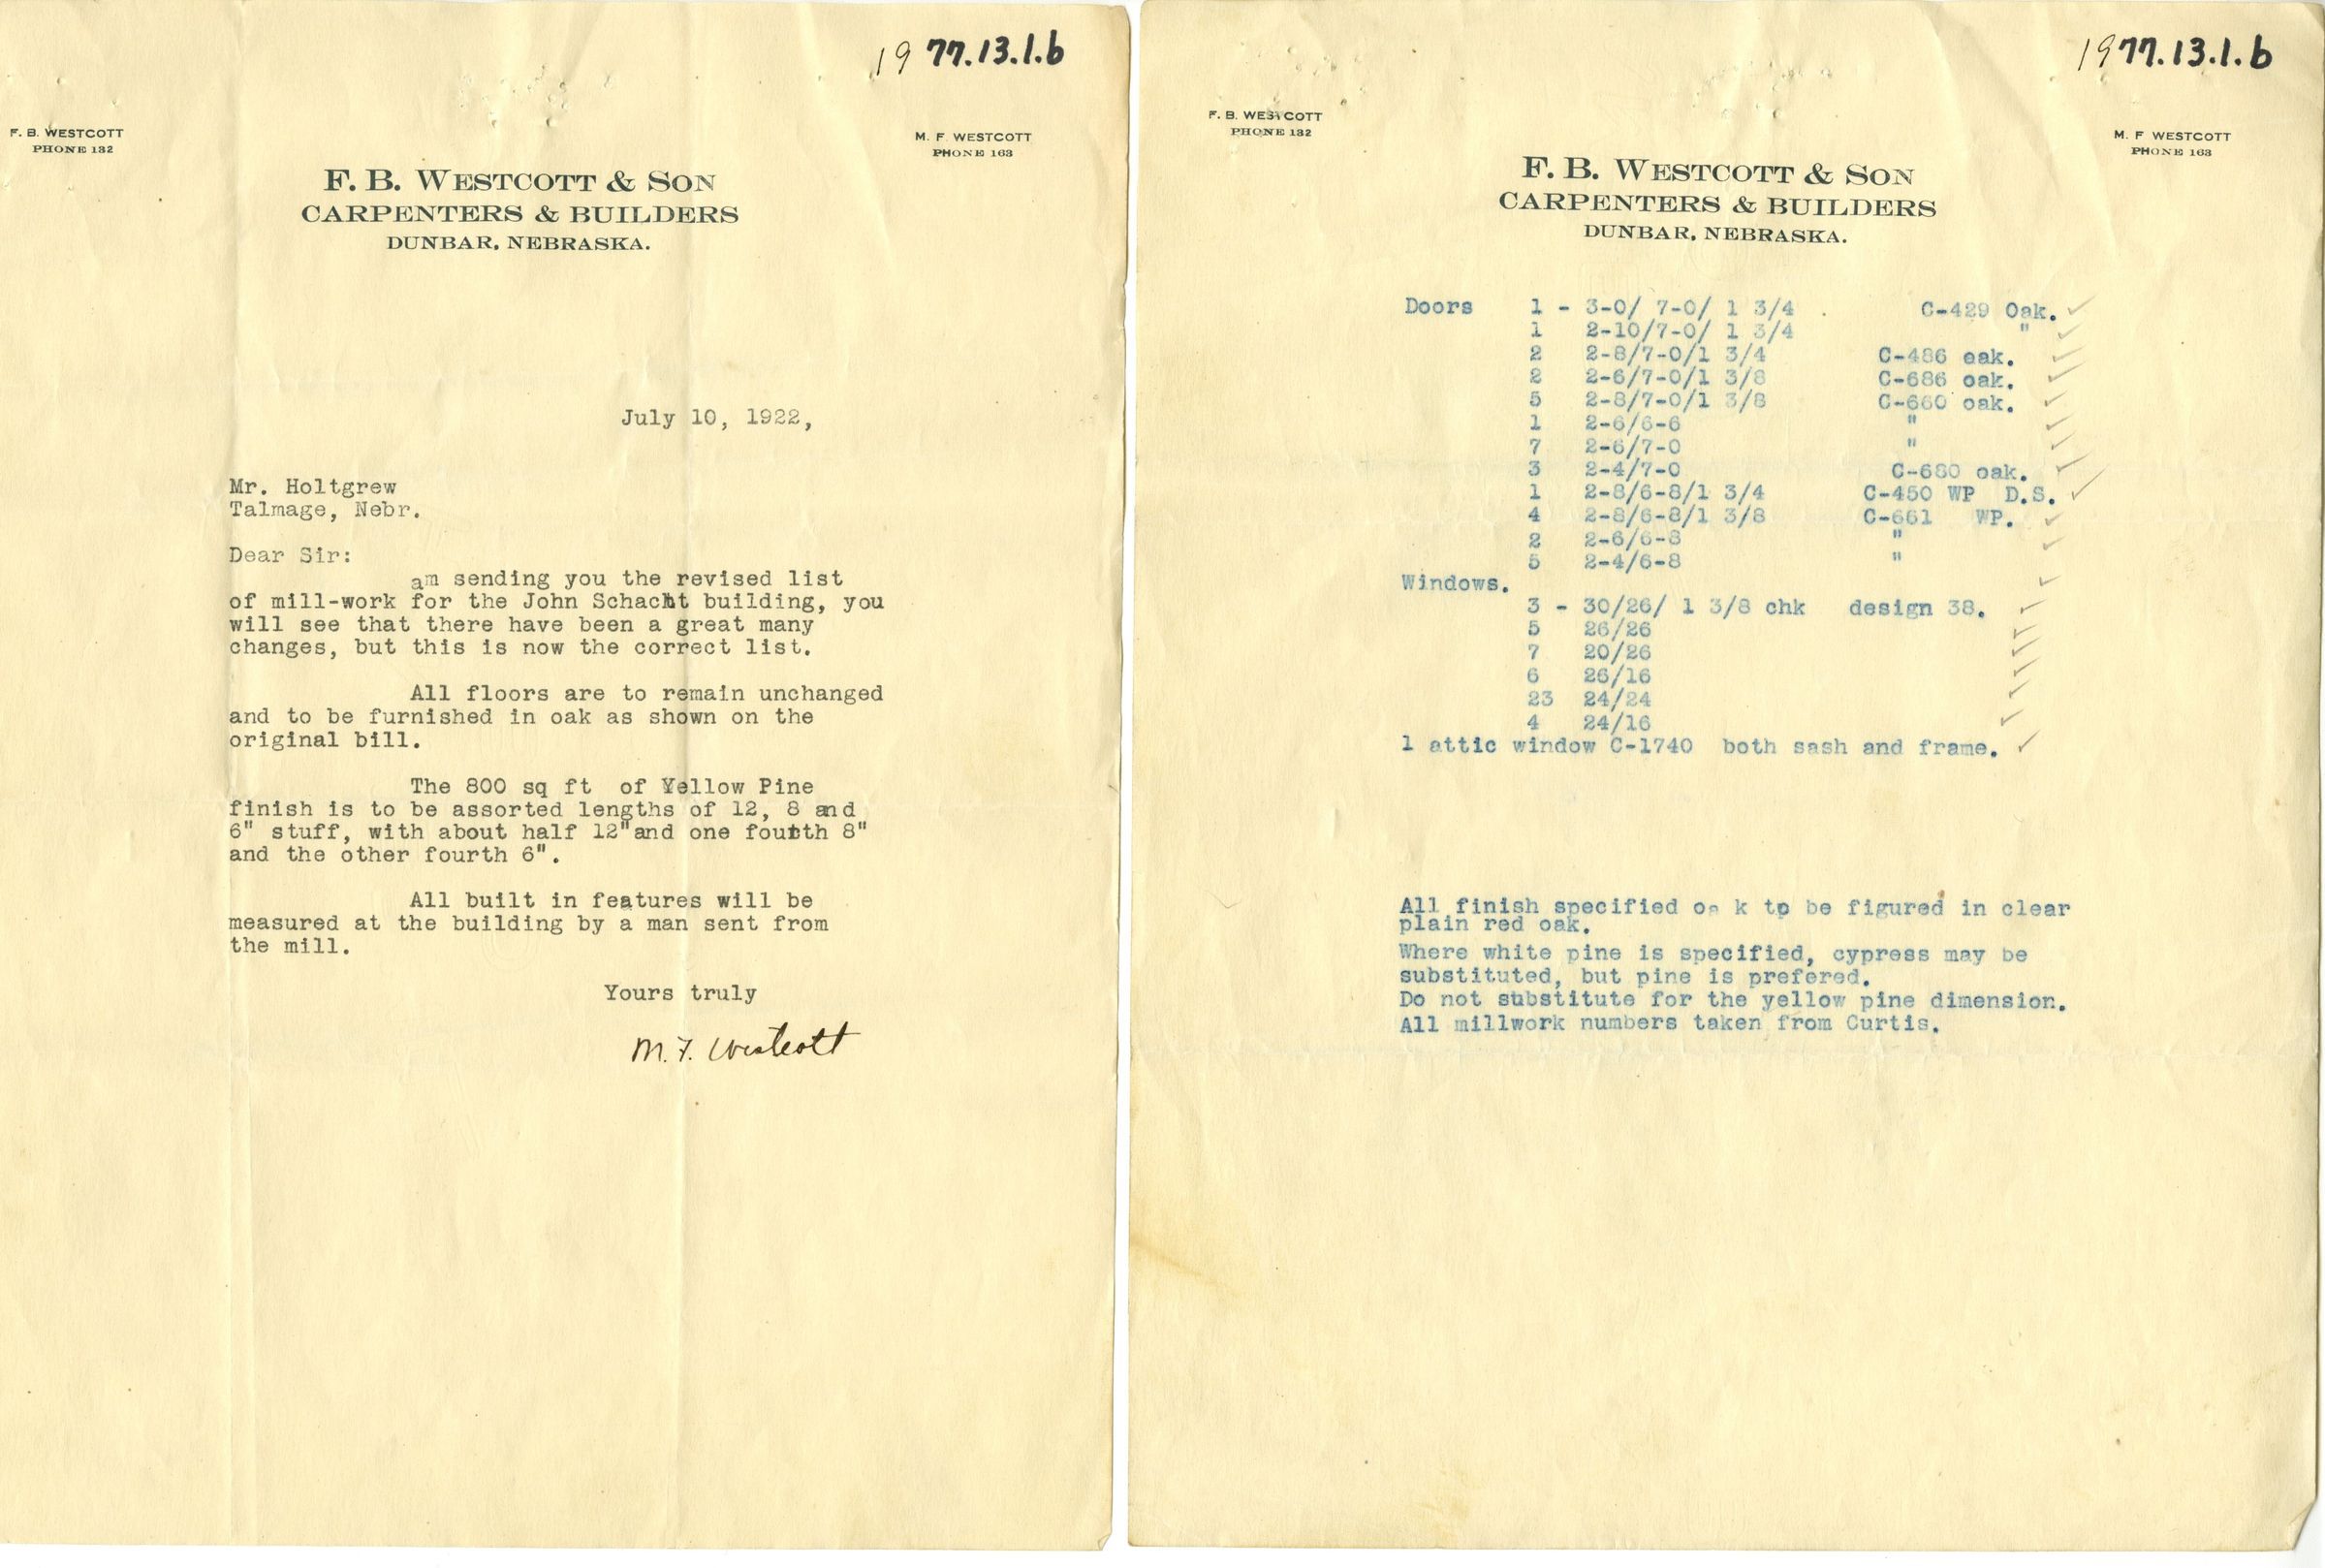 1977.13.1.b
F. B. WESTCOTT
PHONE 132
M. F. WESTCOTT
PHONE 163
F. B. WESTCOTT & SON
CARPENTERS & BUILDERS
DUNBAR, NEBRASKA.
July 10, 1922,
Mr. Holtgrew
Talmage, Nebr.
Dear Sir:
am sending you the revised list
of mill-work for the John Schacht building, you
will see that there have been a great many
changes, but this is now the correct list.
All floors are to remain unchanged
and to be furnished in oak as shown on the
original bill.
The 800 sq ft of Yellow Pine
finish is to be assorted lengths of 12, 8 and
6" stuff, with about half 12"and one fourth 8"
and the other fourth 6".
All built in features will be
measured at the building by a man sent from
the mill.
Yours truly
M. F. Westcott
1977.13.1.b
F. B. WESTCOTT
PHONE 132
M. F WESTCOTT
PHONE 163
F. B. WESTCOTT & SON
CARPENTERS & BUILDERS
DUNBAR, NEBRASKA.
Doors 1 - 3-0/ 7-0/ 1 3/4 . C-429 Oak. ✓
1 2-10/7-0/ 1 3/4 " ✓
2 2-8/7-0/1 3/4 C-486 eak. ✓
2 2-6/7-0/1 3/8 C-686 oak. ✓
5 2-8/7-0/1 3/8 C-660 oak. ✓
1 2-6/6-6 " ✓
7 2-6/7-0 " ✓
3 2-4/7-0 C-680 oak. ✓
1 2-8/6-8/1 3/4 C-450 WP D.S. ✓
4 2-8/6-8/1 3/8 C-661 WP. ✓
2 2-6/6-8 " ✓
5 2-4/6-8 " ✓
Windows.
3 - 30/26/ 1 3/8 chk design 38. ✓
5 26/26 ✓
7 20/26 ✓
6 26/16 ✓
23 24/24 ✓
4 24/16 ✓
1 attic window C-1740 both sash and frame. ✓
All finish specified oa k to be figured in clear
plain red oak.
Where white pine is specified, cypress may be
substituted, but pine is prefered.
Do not substitute for the yellow pine dimension.
All millwork numbers taken from Curtis.